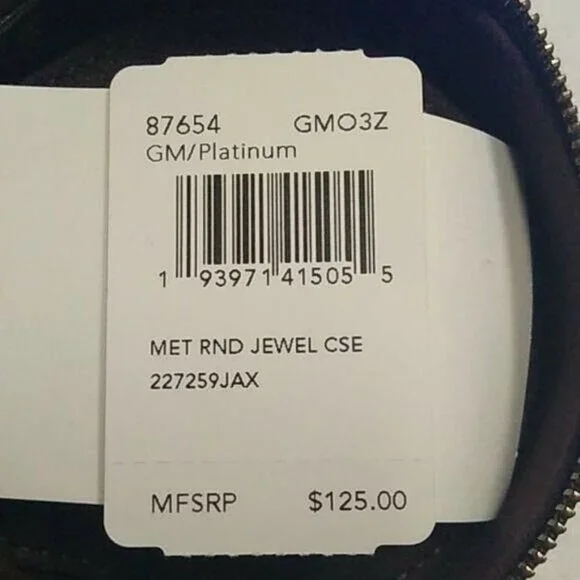 87654 GMO3Z
GM/Platinum
1 93971 41505 5
MET RND JEWEL CSE
227259JAX
MFSRP $125.00